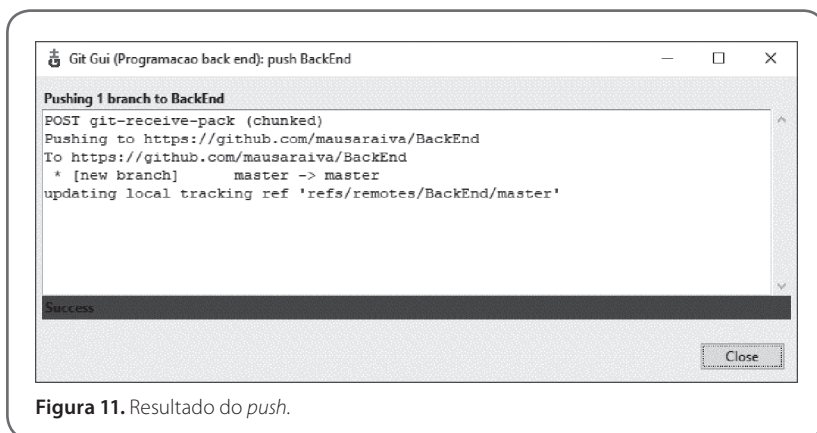 Git Gui (Programacao back end): push BackEnd
Pushing 1 branch to BackEnd
POST git-receive-pack (chunked)
Pushing to https://github.com/mausaraiva/BackEnd
To https://github.com/mausaraiva/BackEnd
* [new branch] master -> master
updating local tracking ref 'refs/remotes/BackEnd/master'
Success
Close
Figura 11. Resultado do push.